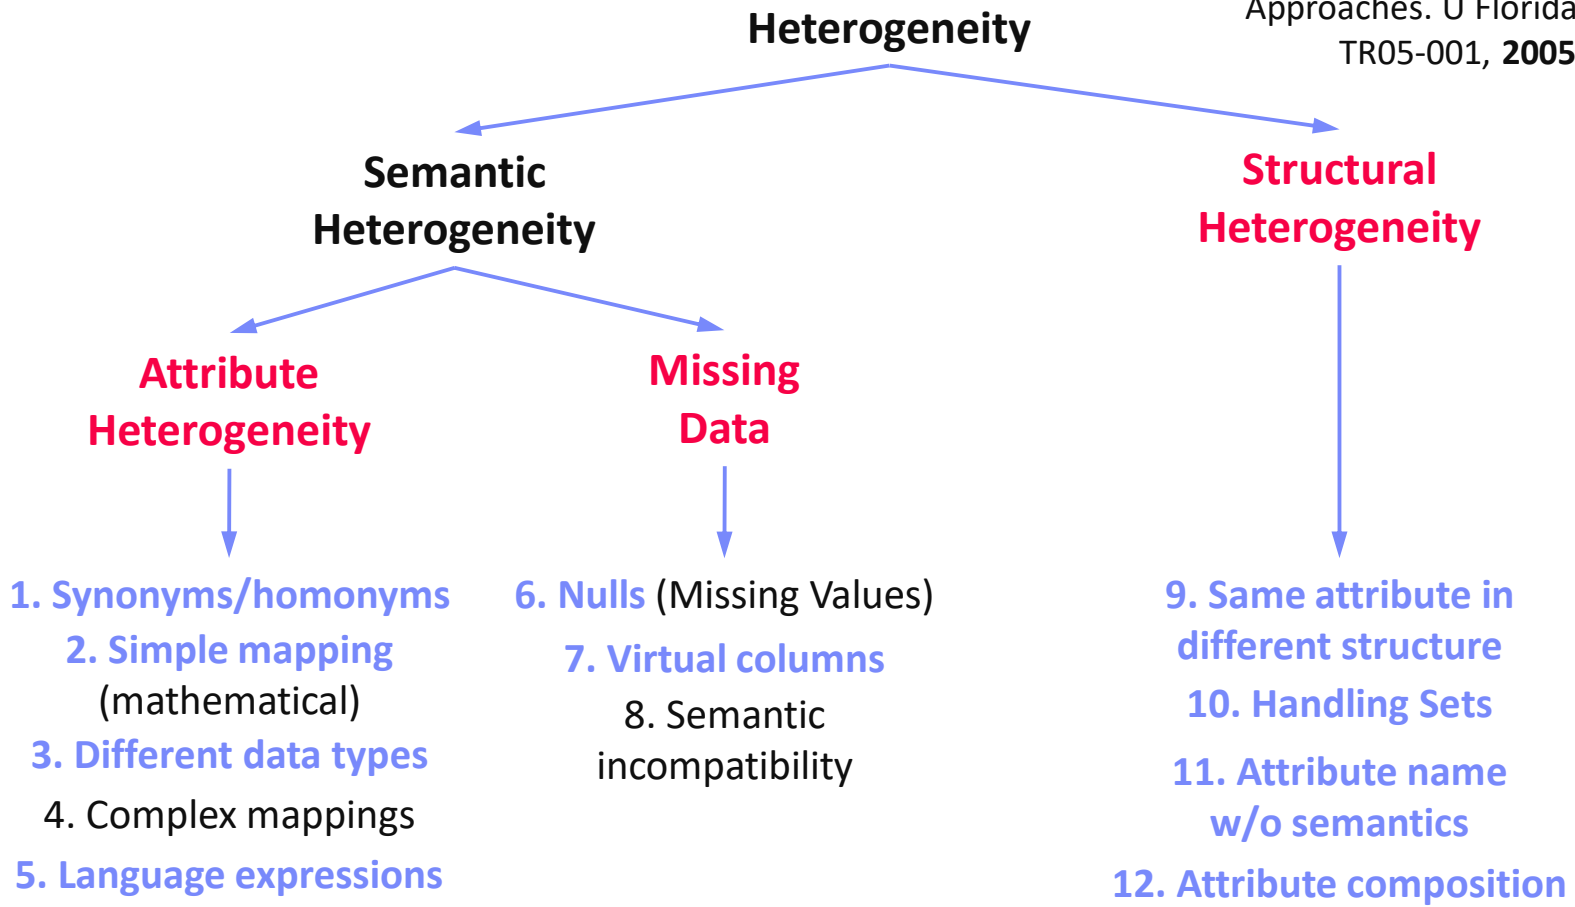 Approaches. U Florida
TR05-001, 2005
Heterogeneity
Semantic
Heterogeneity
Structural
Heterogeneity
Attribute
Heterogeneity
Missing
Data
1. Synonyms/homonyms
2. Simple mapping
(mathematical)
3. Different data types
4. Complex mappings
5. Language expressions
6. Nulls (Missing Values)
7. Virtual columns
8. Semantic
incompatibility
9. Same attribute in
different structure
10. Handling Sets
11. Attribute name
w/o semantics
12. Attribute composition